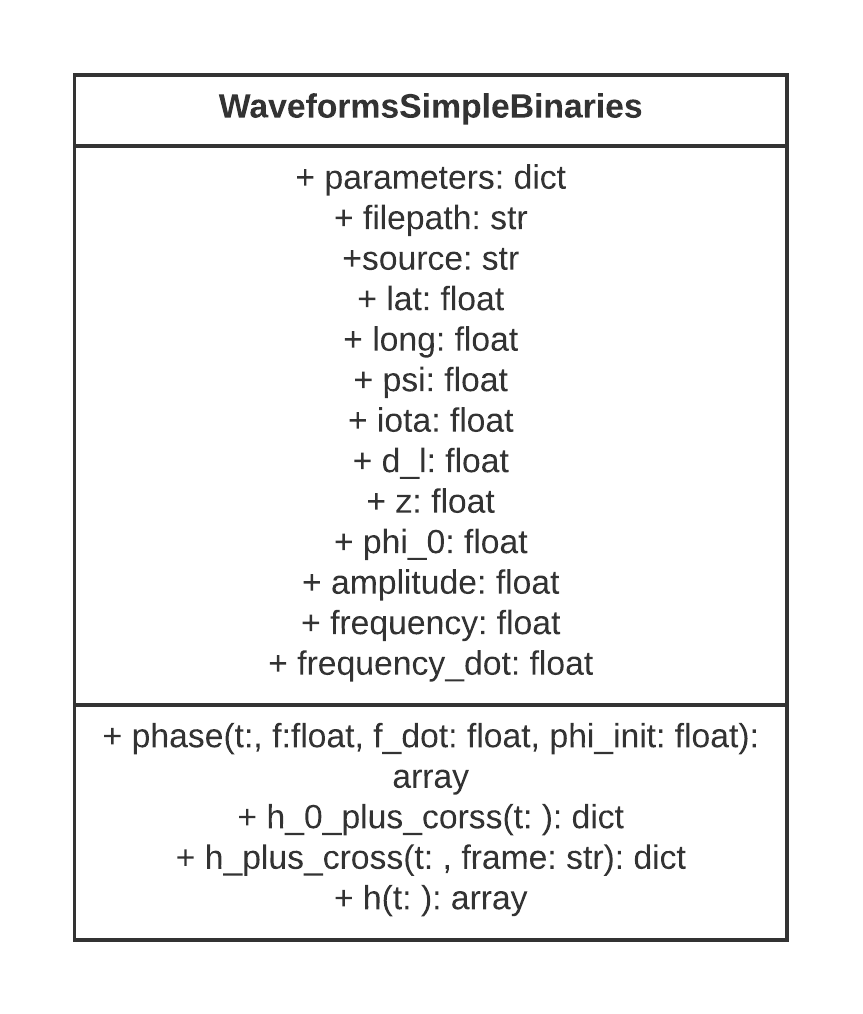 WaveformsSimpleBinaries
+ parameters: dict
+ filepath: str
+source: str
+ lat: float
+ long: float
+ psi: float
+ iota: float
+ d_l: float
+ z: float
+ phi_0: float
+ amplitude: float
+ frequency: float
+ frequency_dot: float
+ phase(t:, f:float, f_dot: float, phi_init: float):
array
+ h_0_plus_corss(t: ): dict
+ h_plus_cross(t: , frame: str): dict
+ h(t: ): array